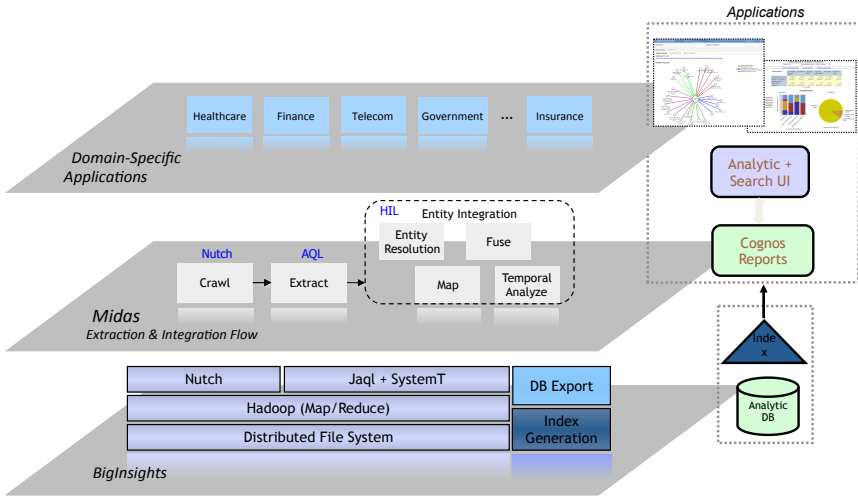 Applications
Healthcare
Finance
Telecom
Government
...
Insurance
Domain-Specific
Applications
Analytic +
Search UI
HIL
Entity Integration
Nutch
AQL
Entity
Resolution
Fuse
Crawl
Extract
Map
Temporal
Analyze
Cognos
Reports
Midas
Extraction & Integration Flow
Inde
x
Nutch
Jaql + SystemT
DB Export
Hadoop (Map/Reduce)
Index
Generation
Distributed File System
Analytic
DB
BigInsights